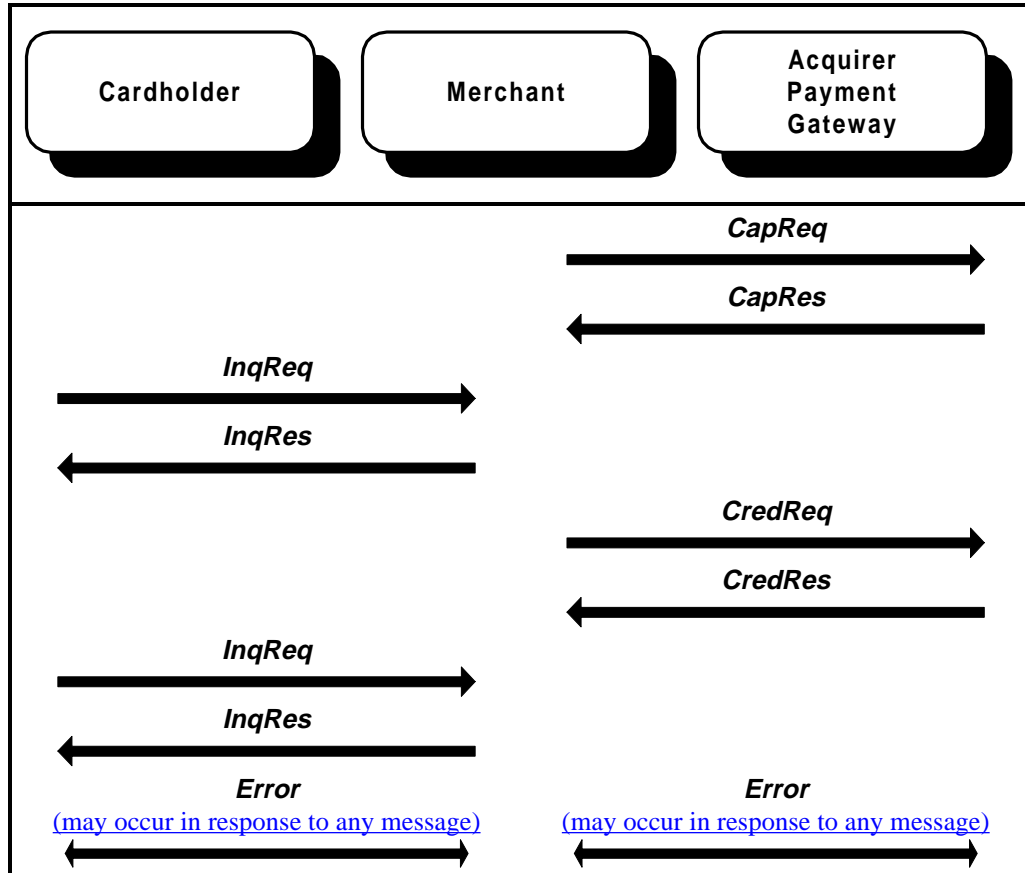 Cardholder
Merchant
Acquirer
Payment
Gateway
CapReq
CapRes
InqReq
InqRes
CredReq
CredRes
InqReq
InqRes
Error
(may occur in response to any message)
Error
(may occur in response to any message)